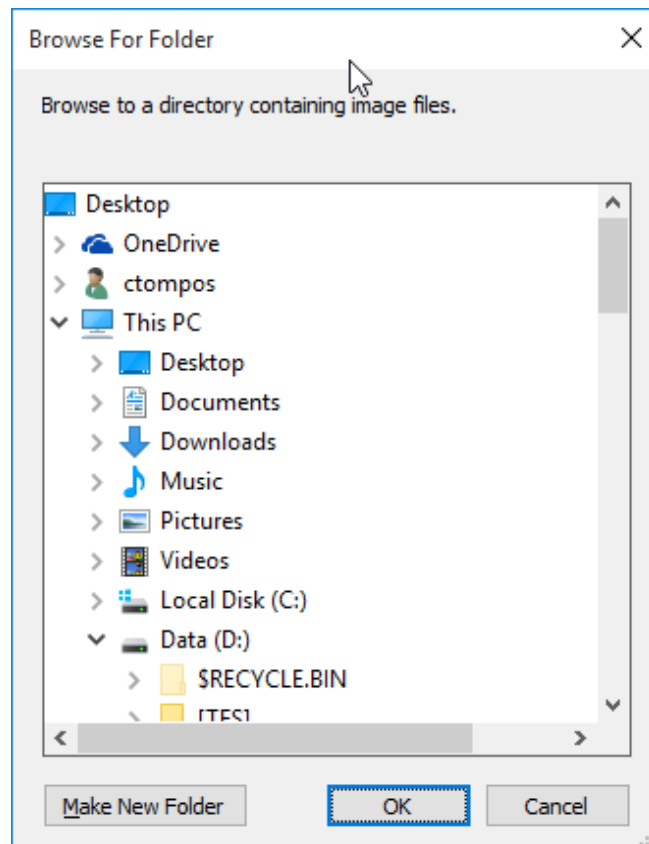 Browse For Folder
Browse to a directory containing image files.
Desktop
OneDrive
ctompos
This PC
Desktop
Documents
Downloads
Music
Pictures
Videos
Local Disk (C:)
Data (D:)
$RECYCLE.BIN
[TFS]
Make New Folder
OK
Cancel